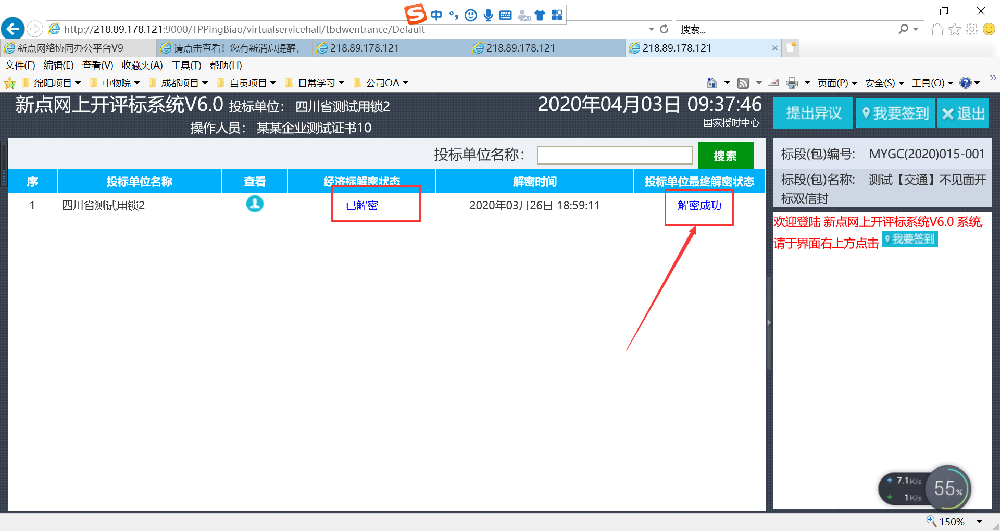 中
http://218.89.178.121:9000/TPPingBiao/virtualservicehall/tbdwentrance/Default
搜索...
新点网络协同办公平台V9
请点击查看！您有新消息提醒，
218.89.178.121
218.89.178.121
218.89.178.121
文件(F) 编辑(E) 查看(V) 收藏夹(A) 工具(T) 帮助(H)
绵阳项目 中物院 成都项目 自贡项目 日常学习 公司OA
页面(P) 安全(S) 工具(O)
新点网上开评标系统V6.0 投标单位： 四川省测试用锁2
操作人员： 某某企业测试证书10
2020年04月03日 09:37:46
国家授时中心
提出异议 我要签到 退出
投标单位名称： 搜索
序 投标单位名称 查看 经济标解密状态 解密时间 投标单位最终解密状态
1 四川省测试用锁2 已解密 2020年03月26日 18:59:11 解密成功
标段(包)编号: MYGC(2020)015-001
标段(包)名称: 测试【交通】不见面开
标双信封
欢迎登陆 新点网上开评标系统V6.0 系统,
请于界面右上方点击 我要签到
7.1K/s
1K/s
55%
150%